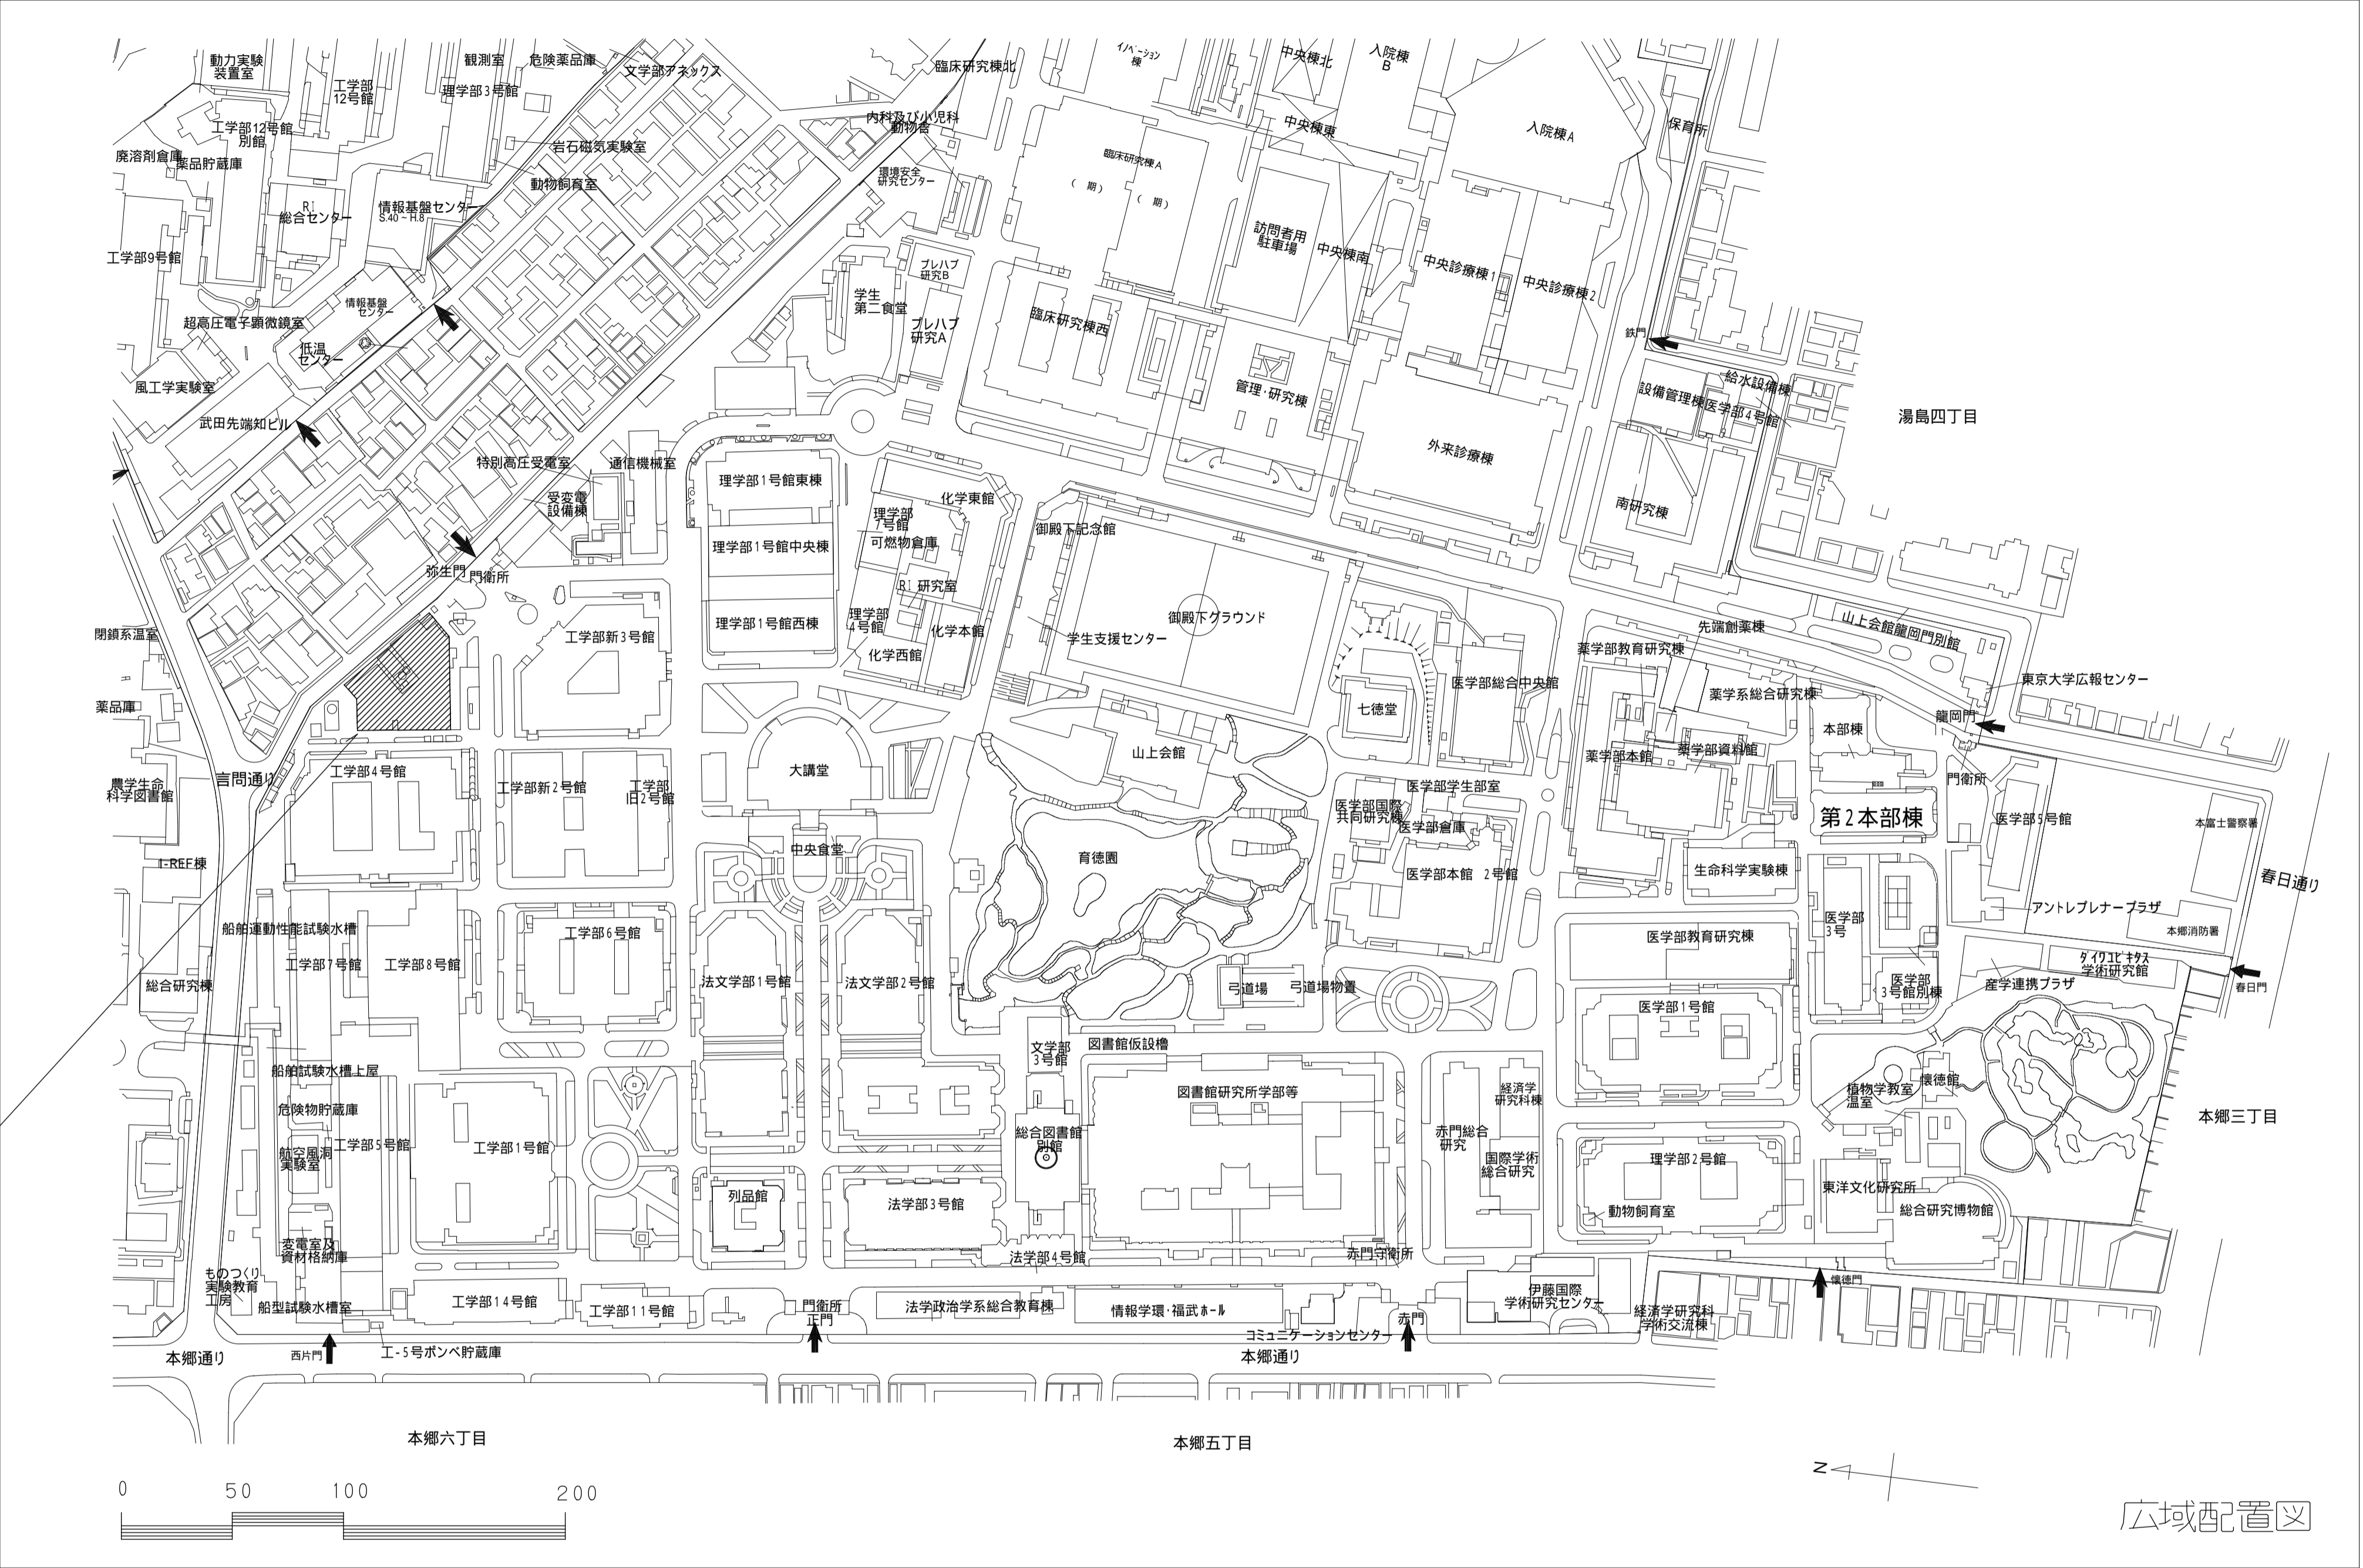 動力実験
装置室
工学部
12号館
観測室
危険薬品庫
文学部アネックス
理学部3号館
臨床研究棟北
イノベーション
棟
中央棟北
入院棟
B
工学部12号館
別館
廃溶剤倉庫
薬品貯蔵庫
岩石磁気実験室
動物飼育室
内科及び小児科
動物舎
環境安全
研究センター
臨床研究棟A
( 期)
( 期)
中央棟東
入院棟A
保育所
RI
総合センター
情報基盤センター
S.40~H.8
工学部9号館
プレハブ
研究B
訪問者用
駐車場
中央棟南
中央診療棟1
中央診療棟2
情報基盤
センター
学生
第二食堂
プレハブ
研究A
臨床研究棟西
超高圧電子顕微鏡室
低温
センター
風工学実験室
武田先端知ビル
管理・研究棟
鉄門
給水設備棟
設備管理棟
医学部4号館
湯島四丁目
外来診療棟
特別高圧受電室
通信機械室
受変電
設備棟
理学部1号館東棟
化学東館
理学部
7号館
可燃物倉庫
御殿下記念館
南研究棟
理学部1号館中央棟
弥生門
門衛所
RI 研究室
理学部
4号館
理学部1号館西棟
化学本館
化学西館
御殿下グラウンド
学生支援センター
閉鎖系温室
工学部新3号館
先端創薬棟
山上会館龍岡門別館
薬学部教育研究棟
医学部総合中央館
薬学系総合研究棟
東京大学広報センター
龍岡門
薬品庫
七徳堂
本部棟
山上会館
薬学部本館
薬学部資料館
門衛所
言問通り
工学部4号館
工学部新2号館
工学部
旧2号館
大講堂
農学生命
科学図書館
医学部学生部室
医学部国際
共同研究棟
医学部倉庫
第2本部棟
医学部5号館
本富士警察署
中央食堂
育徳園
I-REF棟
医学部本館 2号館
生命科学実験棟
春日通り
アントレプレナープラザ
医学部
3号
本郷消防署
船舶運動性能試験水槽
工学部6号館
医学部教育研究棟
工学部7号館
工学部8号館
総合研究棟
法文学部1号館
法文学部2号館
弓道場
弓道場物置
医学部
3号館別棟
ダイワユビキタス
学術研究館
産学連携プラザ
春日門
医学部1号館
文学部
3号館
図書館仮設櫓
船舶試験水槽上屋
危険物貯蔵庫
図書館研究所学部等
経済学
研究科棟
植物学教室
温室
懐徳館
本郷三丁目
工学部5号館
工学部1号館
航空風洞
実験室
総合図書館
別館
赤門総合
研究
国際学術
総合研究
理学部2号館
東洋文化研究所
列品館
法学部3号館
動物飼育室
総合研究博物館
変電室及
資材格納庫
法学部4号館
赤門守衛所
ものつくり
実験教育
工房
船型試験水槽室
工学部14号館
工学部11号館
門衛所
正門
法学政治学系総合教育棟
情報学環・福武ホール
コミュニケーションセンター
赤門
伊藤国際
学術研究センター
経済学研究科
学術交流棟
懐徳門
本郷通り
西片門
工-5号ボンベ貯蔵庫
本郷通り
本郷六丁目
本郷五丁目
0 50 100 200
N
広域配置図